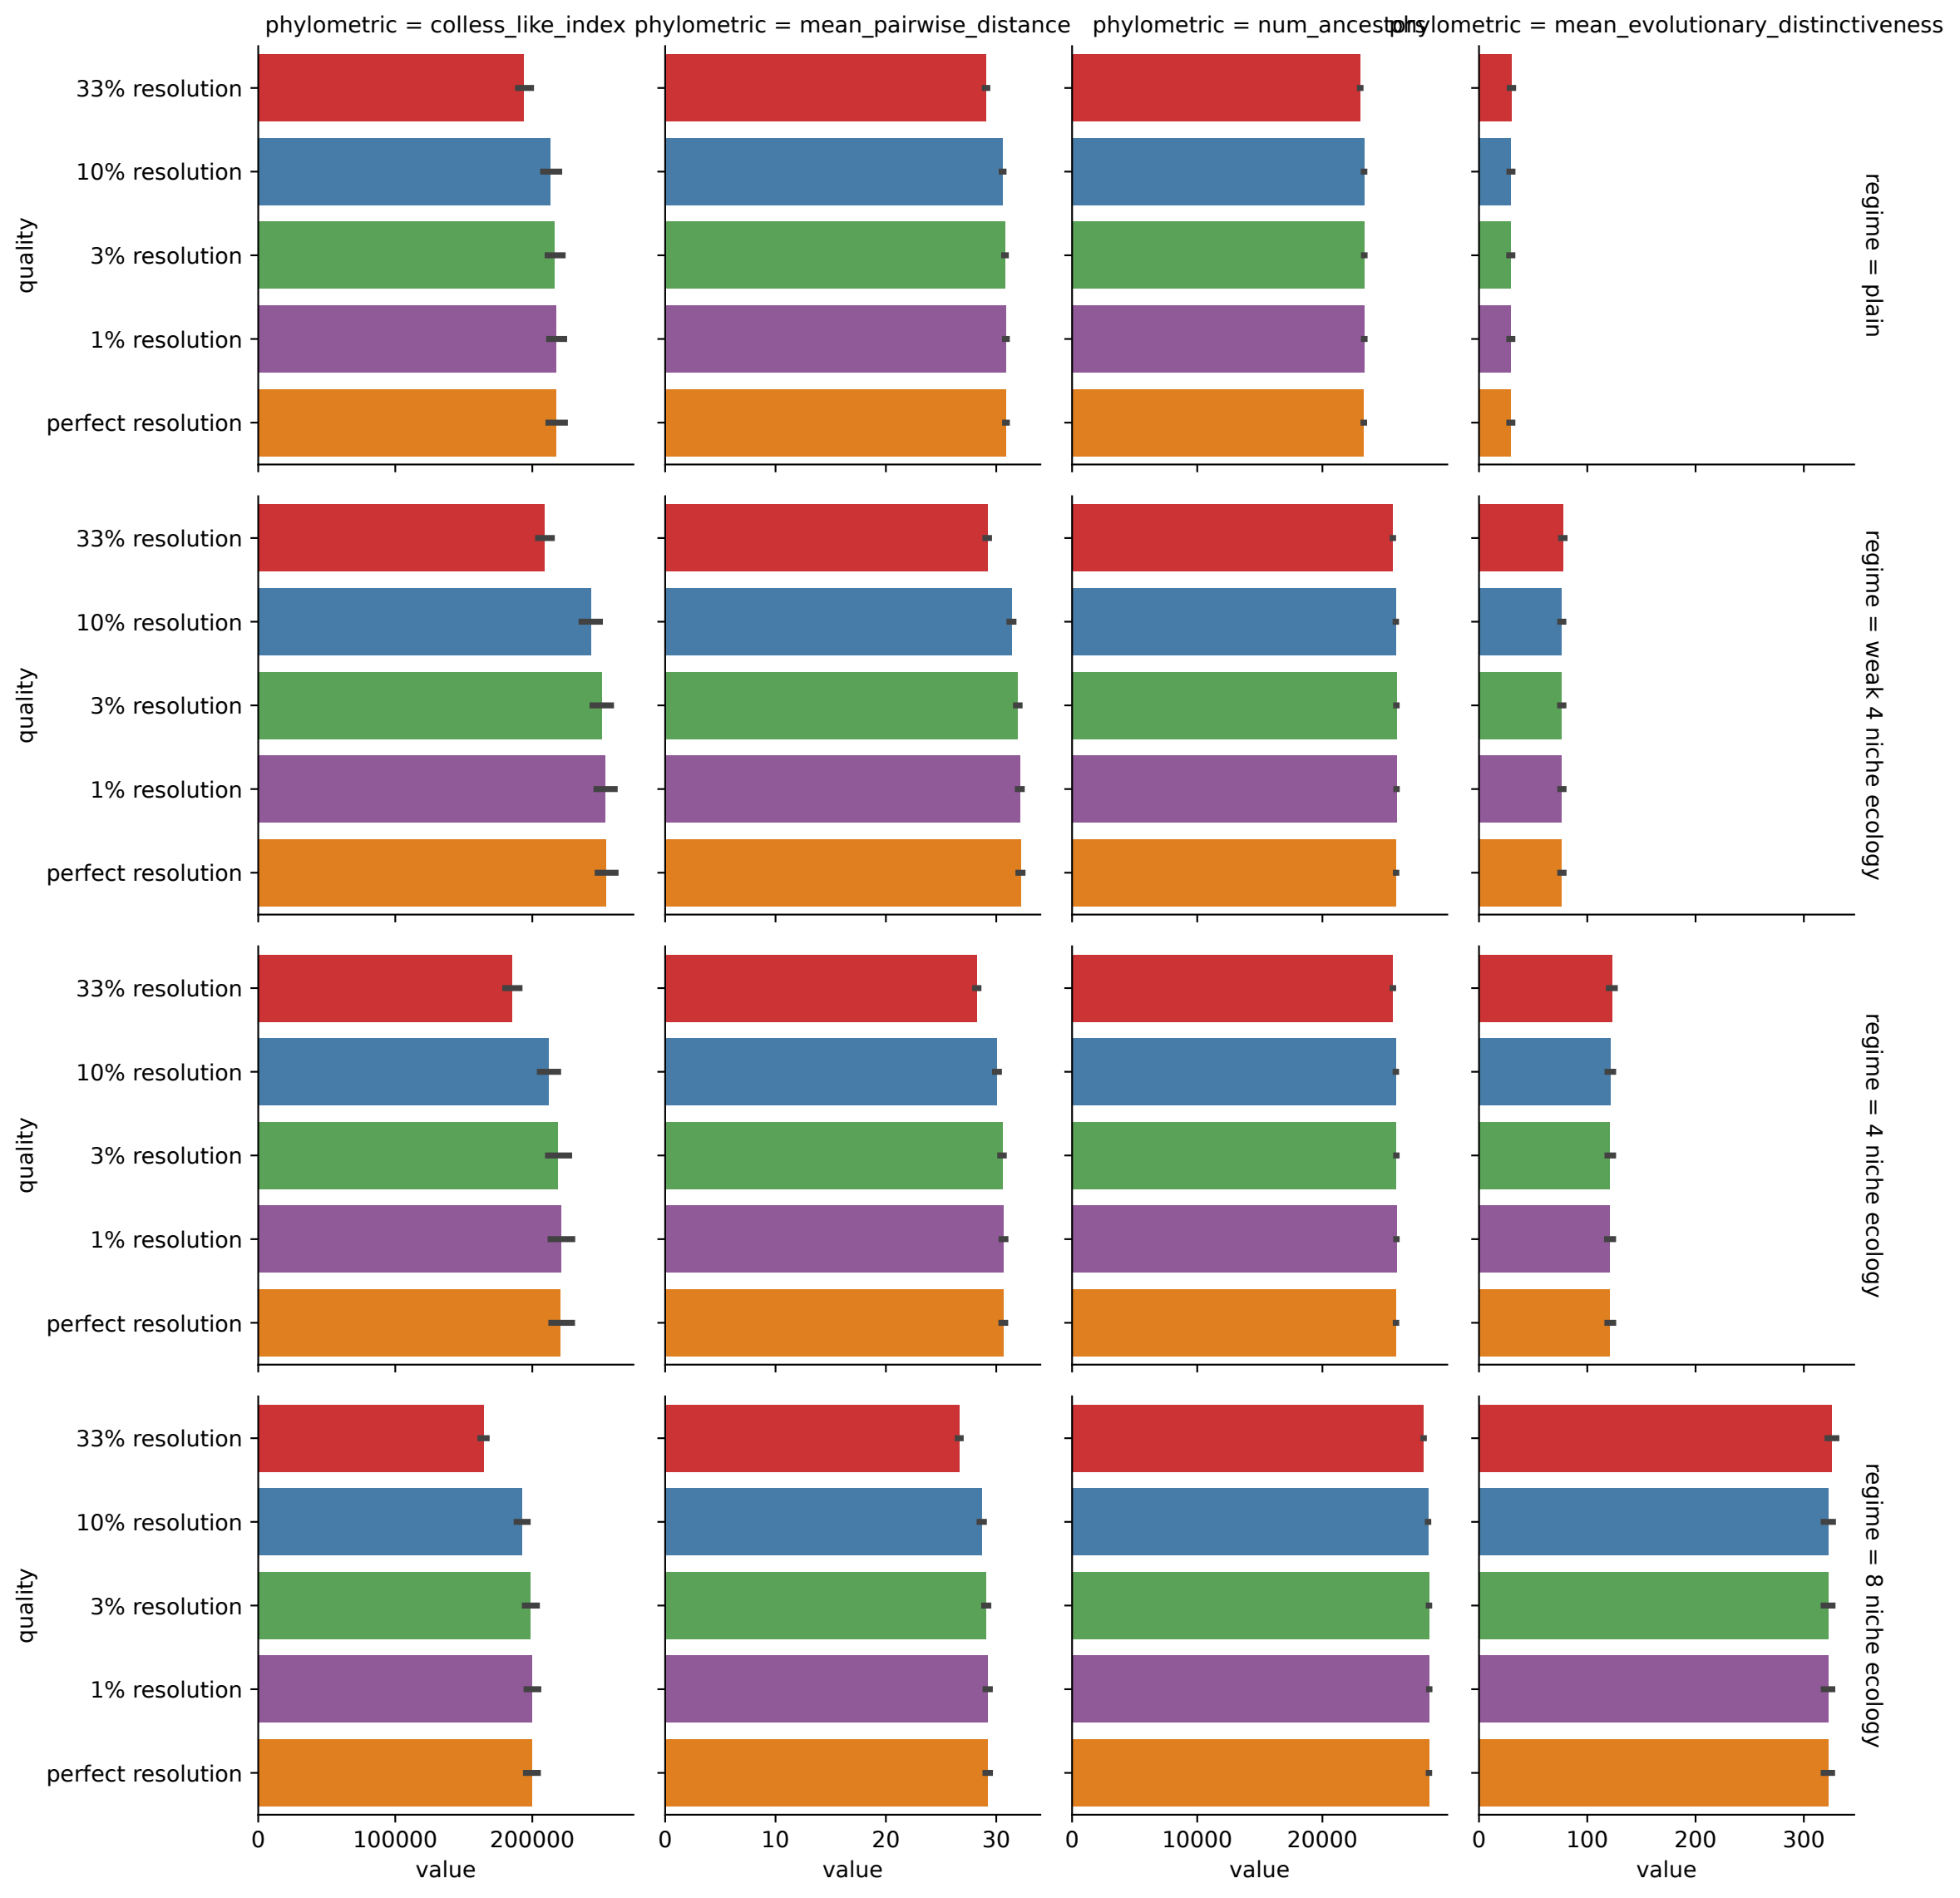 phylometric = colless_like_index
phylometric = mean_pairwise_distance
phylometric = num_ancestors
phylometric = mean_evolutionary_distinctiveness
quality
33% resolution
10% resolution
3% resolution
1% resolution
perfect resolution
regime = plain
quality
33% resolution
10% resolution
3% resolution
1% resolution
perfect resolution
regime = weak 4 niche ecology
quality
33% resolution
10% resolution
3% resolution
1% resolution
perfect resolution
regime = 4 niche ecology
quality
33% resolution
10% resolution
3% resolution
1% resolution
perfect resolution
regime = 8 niche ecology
0 100000 200000
0 10 20 30
0 10000 20000
0 100 200 300
value
value
value
value